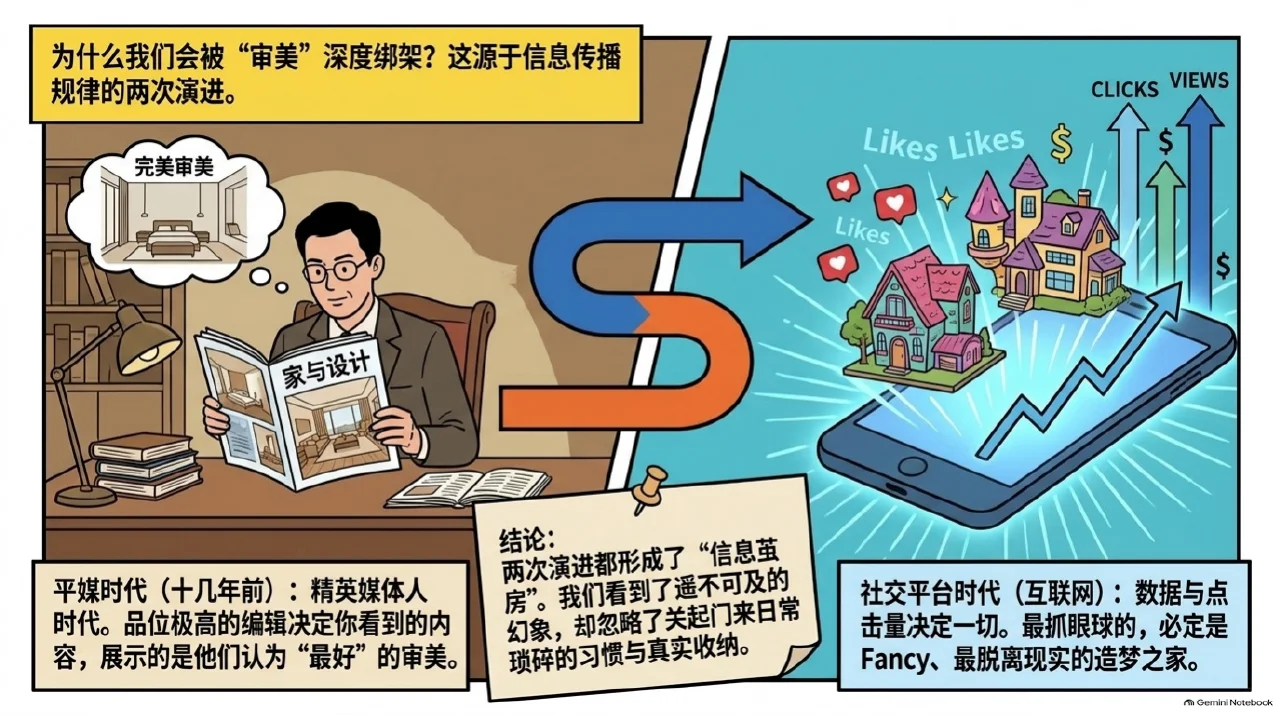 为什么我们会被“审美”深度绑架？这源于信息传播
规律的两次演进。
完美审美
家与设计
平媒时代（十几年前）：精英媒体人
时代。品位极高的编辑决定你看到的内
容，展示的是他们认为“最好”的审美。
结论：
两次演进都形成了“信息茧
房”。我们看到了遥不可及的
幻象，却忽略了关起门来日常
琐碎的习惯与真实收纳。
CLICKS
VIEWS
Likes Likes
Likes
$
$
$
社交平台时代（互联网）：数据与点
击量决定一切。最抓眼球的，必定是
Fancy、最脱离现实的造梦之家。
Gemini Notebook